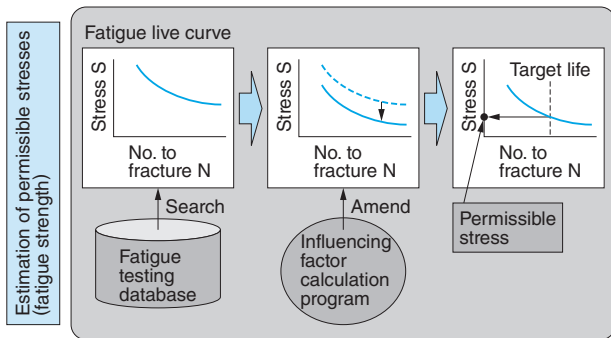 Estimation of permissible stresses
(fatigue strength)
Fatigue live curve
Stress S
No. to
fracture N
Stress S
No. to
fracture N
Stress S
Target life
No. to
fracture N
Search
Amend
Fatigue
testing
database
Influencing
factor
calculation
program
Permissible
stress